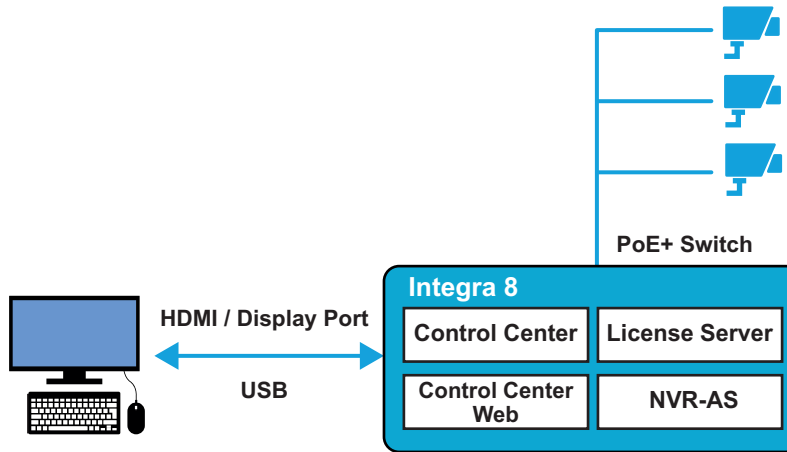 PoE+ Switch
Integra 8
HDMI / Display Port
USB
Control Center
License Server
Control Center
Web
NVR-AS